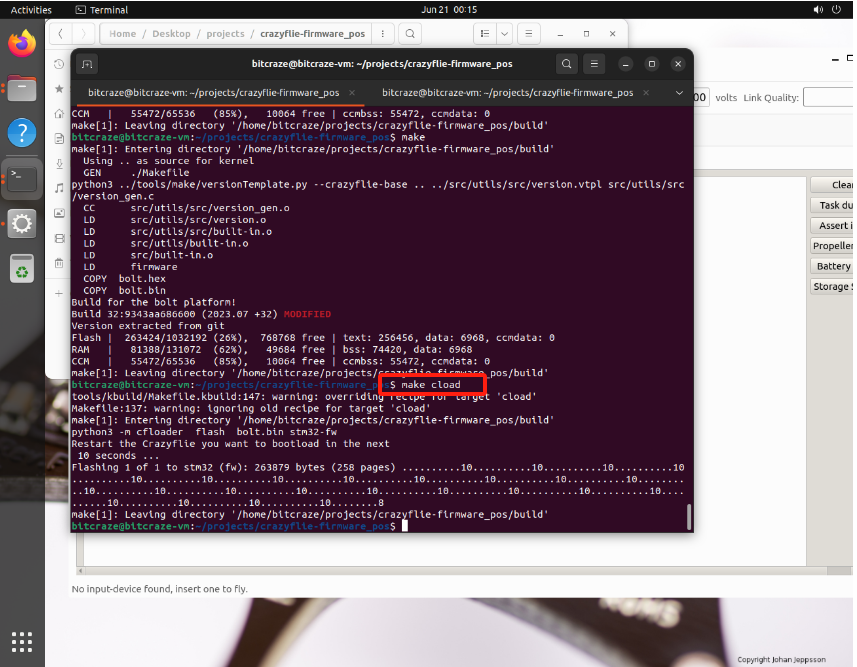 Activities
Terminal
Jun 21 00:15
Home / Desktop / projects / crazyflie-firmware_pos
bitcraze@bitcraze-vm: ~/projects/crazyflie-firmware_pos
bitcraze@bitcraze-vm: ~/projects/crazyflie-firmware_pos
bitcraze@bitcraze-vm: ~/projects/crazyflie-firmware_pos
00 volts Link Quality:
CCM | 55472/65536 (85%), 10064 free | ccmbss: 55472, ccmdata: 0
make[1]: Leaving directory '/home/bitcraze/projects/crazyflie-firmware_pos/build'
bitcraze@bitcraze-vm:~/projects/crazyflie-firmware_pos$ make
make[1]: Entering directory '/home/bitcraze/projects/crazyflie-firmware_pos/build'
Using .. as source for kernel
GEN ./Makefile
python3 ../tools/make/versionTemplate.py --crazyflie-base .. ../src/utils/src/version.vtpl src/utils/src
/version_gen.c
CC src/utils/src/version_gen.o
LD src/utils/src/version.o
LD src/utils/src/built-in.o
LD src/utils/built-in.o
LD src/built-in.o
LD firmware
COPY bolt.hex
COPY bolt.bin
Build for the bolt platform!
Build 32:9343aa686600 (2023.07 +32) MODIFIED
Version extracted from git
Flash | 263424/1032192 (26%), 768768 free | text: 256456, data: 6968, ccmdata: 0
RAM | 81388/131072 (62%), 49684 free | bss: 74420, data: 6968
CCM | 55472/65536 (85%), 10064 free | ccmbss: 55472, ccmdata: 0
make[1]: Leaving directory '/home/bitcraze/projects/crazyflie-firmware_pos/build'
bitcraze@bitcraze-vm:~/projects/crazyflie-firmware_pos$ make cload
tools/kbuild/Makefile.kbuild:147: warning: overriding recipe for target 'cload'
Makefile:137: warning: ignoring old recipe for target 'cload'
make[1]: Entering directory '/home/bitcraze/projects/crazyflie-firmware_pos/build'
python3 -m cfloader flash bolt.bin stm32-fw
Restart the Crazyflie you want to bootload in the next
10 seconds ...
Flashing 1 of 1 to stm32 (fw): 263879 bytes (258 pages) ..........10..........10..........10..........10
..........10..........10..........10..........10..........10..........10..........10..........10........
..10..........10..........10..........10..........10..........10..........10..........10..........10....
......10..........10..........10..........10........8
make[1]: Leaving directory '/home/bitcraze/projects/crazyflie-firmware_pos/build'
bitcraze@bitcraze-vm:~/projects/crazyflie-firmware_pos$
Clea
Task du
Assert i
Propelle
Battery
Storage S
No input-device found, insert one to fly.
Copyright Johan Jeppsson